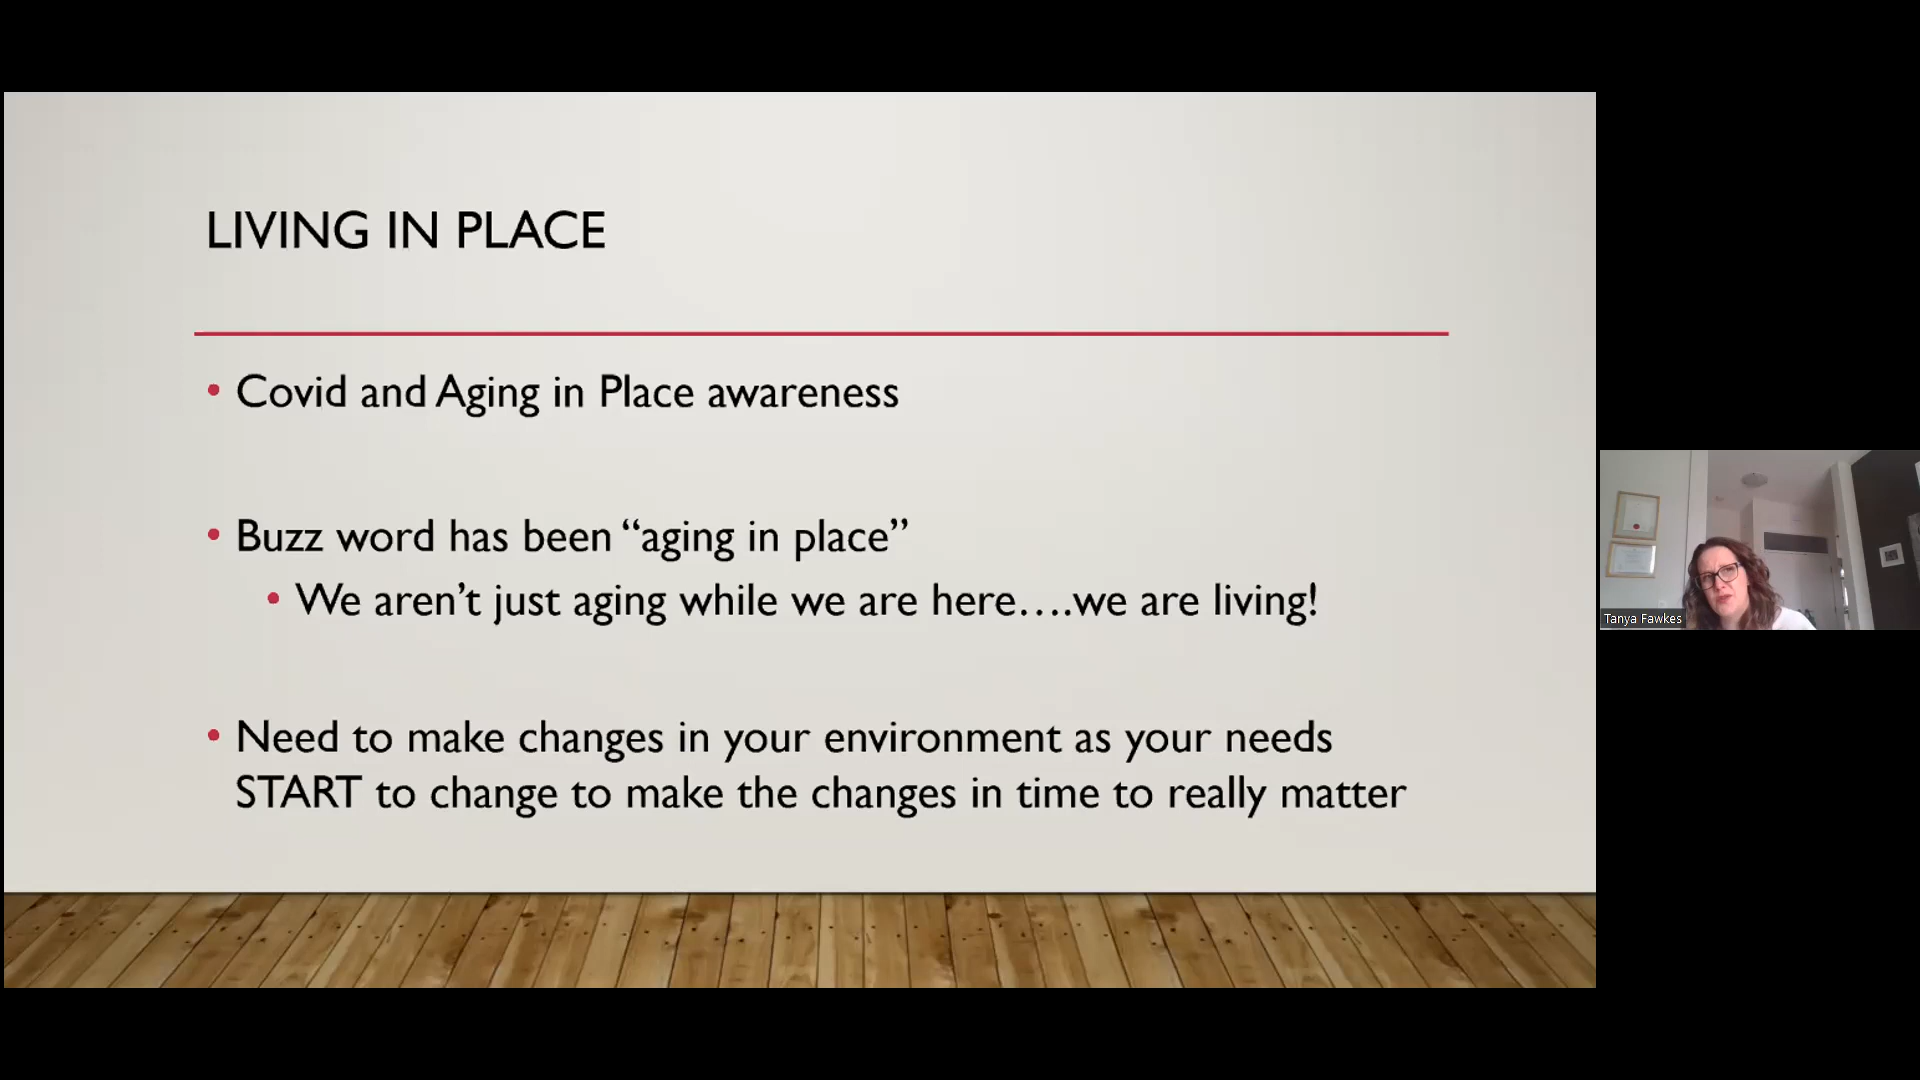 LIVING IN PLACE
• Covid and Aging in Place awareness
• Buzz word has been “aging in place”
• We aren’t just aging while we are here….we are living!
• Need to make changes in your environment as your needs
START to change to make the changes in time to really matter
Tanya Fawkes